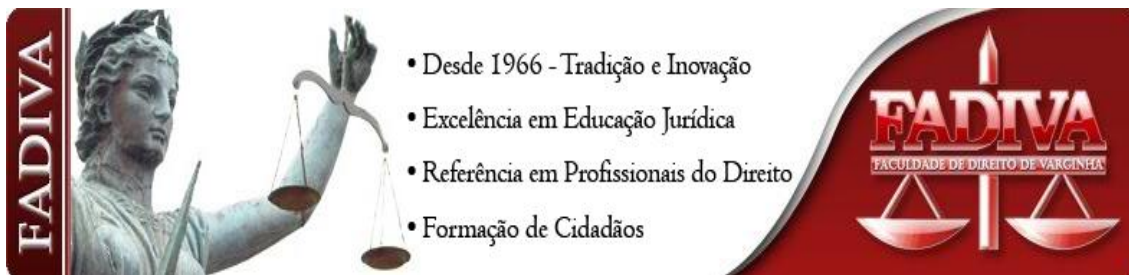 FADIVA
• Desde 1966 - Tradição e Inovação
• Excelência em Educação Jurídica
• Referência em Profissionais do Direito
• Formação de Cidadãos
FADIVA
FACULDADE DE DIREITO DE VARGINHA